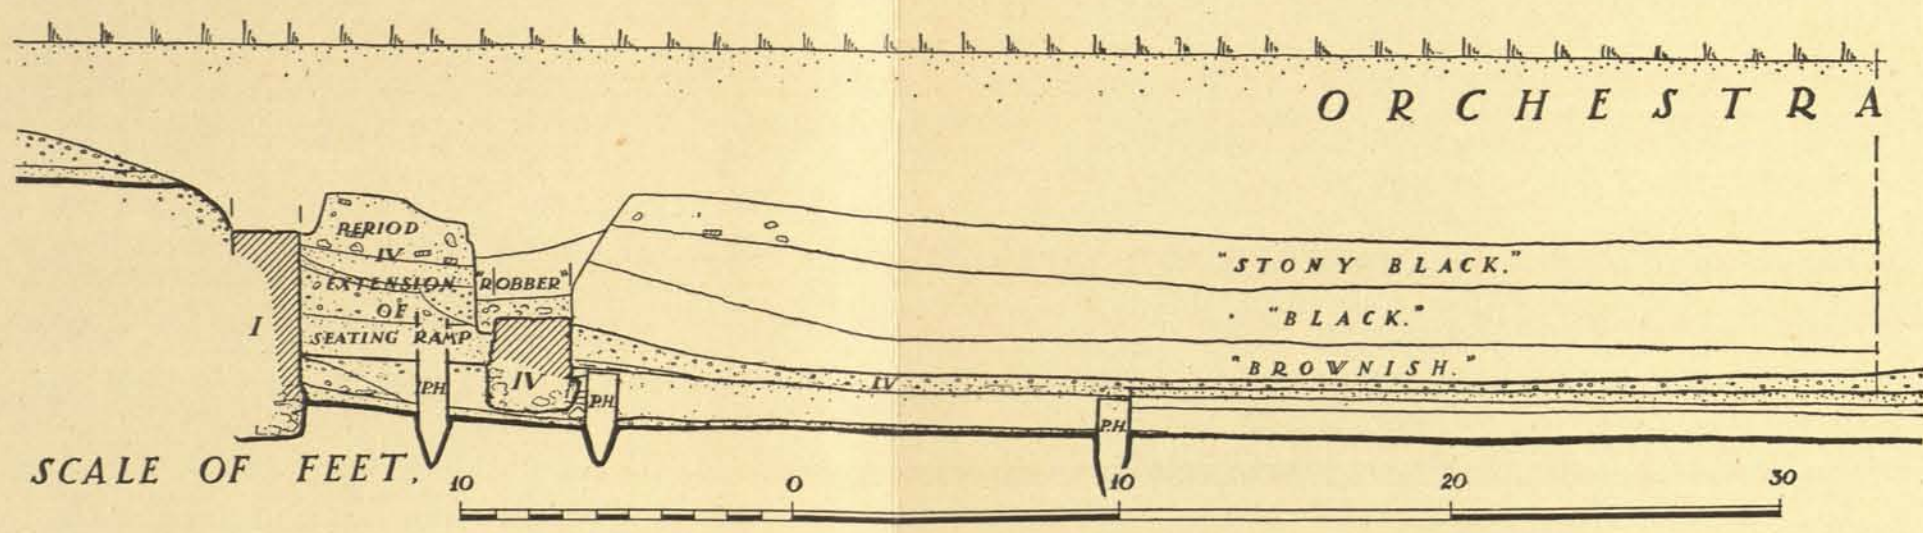 ORCHESTRA
PERIOD
IV
EXTENSION
OF
SEATING RAMP
"ROBBER"
I
IV
P.H.
P.H.
P.H.
"STONY BLACK."
"BLACK."
"BROWNISH."
IV
SCALE OF FEET.
10 0 10 20 30